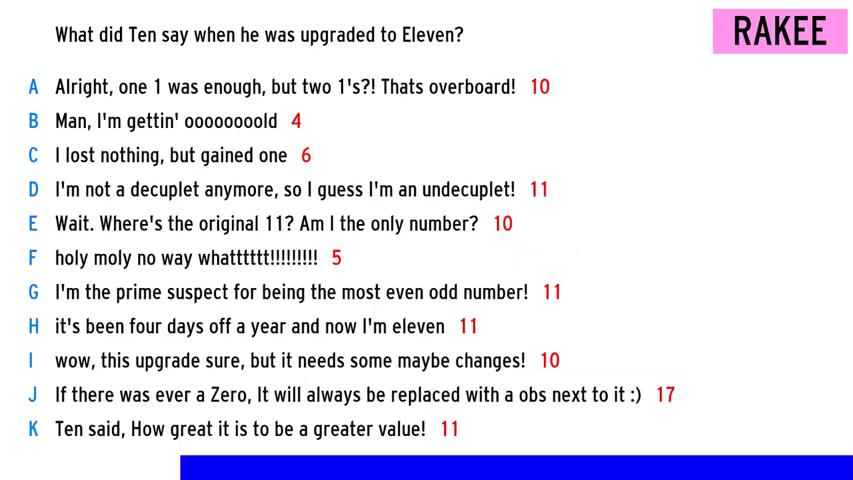 What did Ten say when he was upgraded to Eleven?
RAKEE
A Alright, one 1 was enough, but two 1's?! Thats overboard! 10
B Man, I'm gettin' oooooooold 4
C I lost nothing, but gained one 6
D I'm not a decuplet anymore, so I guess I'm an undecuplet! 11
E Wait. Where's the original 11? Am I the only number? 10
F holy moly no way whatttttt!!!!!!!!! 5
G I'm the prime suspect for being the most even odd number! 11
H it's been four days off a year and now I'm eleven 11
I wow, this upgrade sure, but it needs some maybe changes! 10
J If there was ever a Zero, It will always be replaced with a obs next to it :) 17
K Ten said, How great it is to be a greater value! 11